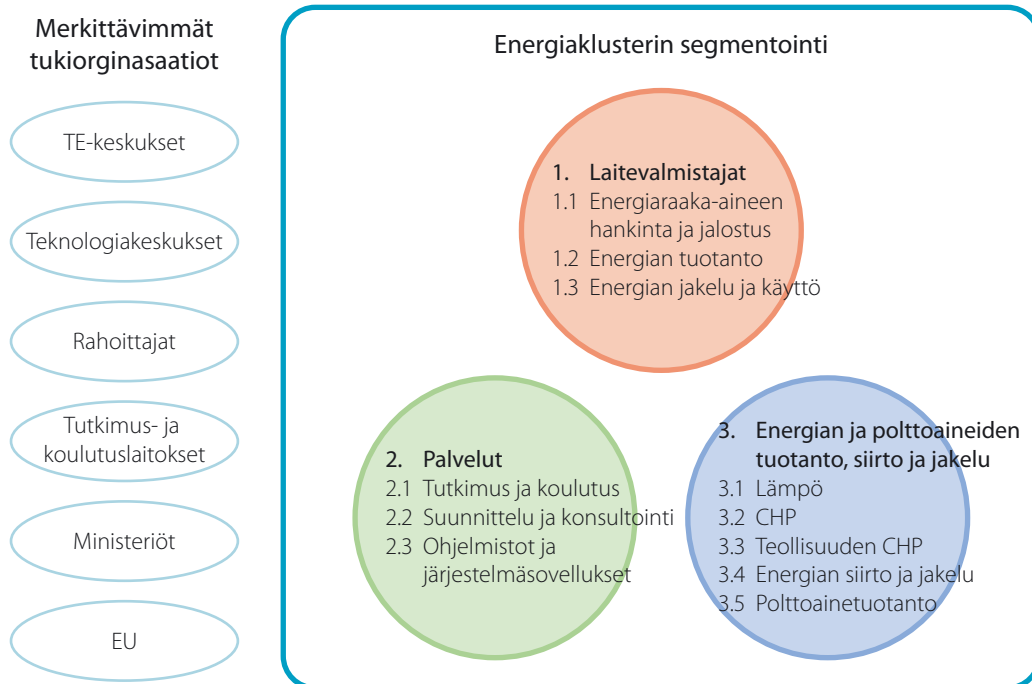 Merkittävimmät
tukiorginasaatiot
TE-keskukset
Teknologiakeskukset
Rahoittajat
Tutkimus- ja
koulutuslaitokset
Ministeriöt
EU
Energiaklusterin segmentointi
1. Laitevalmistajat
1.1 Energiaraaka-aineen
hankinta ja jalostus
1.2 Energian tuotanto
1.3 Energian jakelu ja käyttö
2. Palvelut
2.1 Tutkimus ja koulutus
2.2 Suunnittelu ja konsultointi
2.3 Ohjelmistot ja
järjestelmäsovellukset
3. Energian ja polttoaineiden
tuotanto, siirto ja jakelu
3.1 Lämpö
3.2 CHP
3.3 Teollisuuden CHP
3.4 Energian siirto ja jakelu
3.5 Polttoainetuotanto